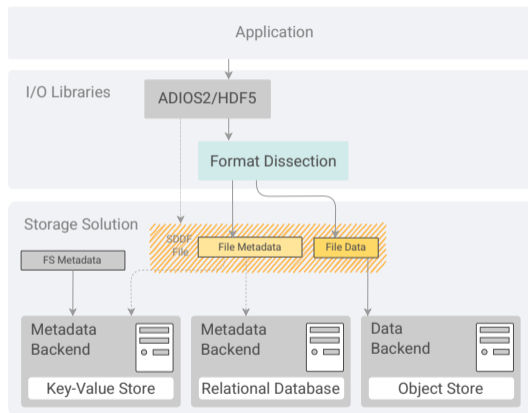 Application
I/O Libraries
ADIOS2/HDF5
Format Dissection
Storage Solution
SDDF
File
File Metadata
File Data
FS Metadata
Metadata
Backend
Key-Value Store
Metadata
Backend
Relational Database
Data
Backend
Object Store